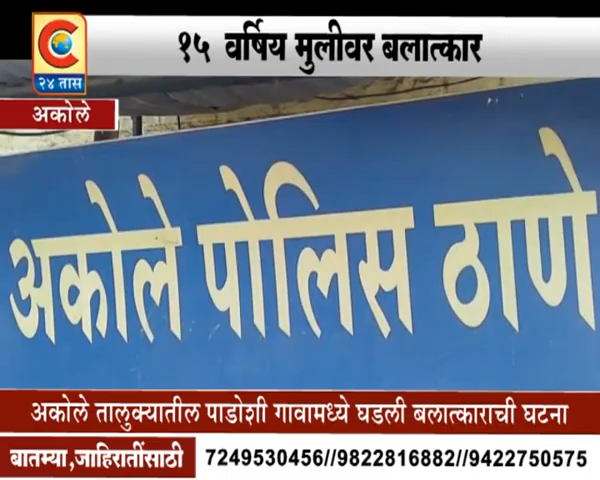 C
१५ वर्षिय मुलीवर बलात्कार
२४ तास
अकोले
अकोले पोलिस ठाणे
अकोले तालुक्यातील पाडोशी गावामध्ये घडली बलात्काराची घटना
बातम्या,जाहिरातींसाठी 7249530456//9822816882//9422750575